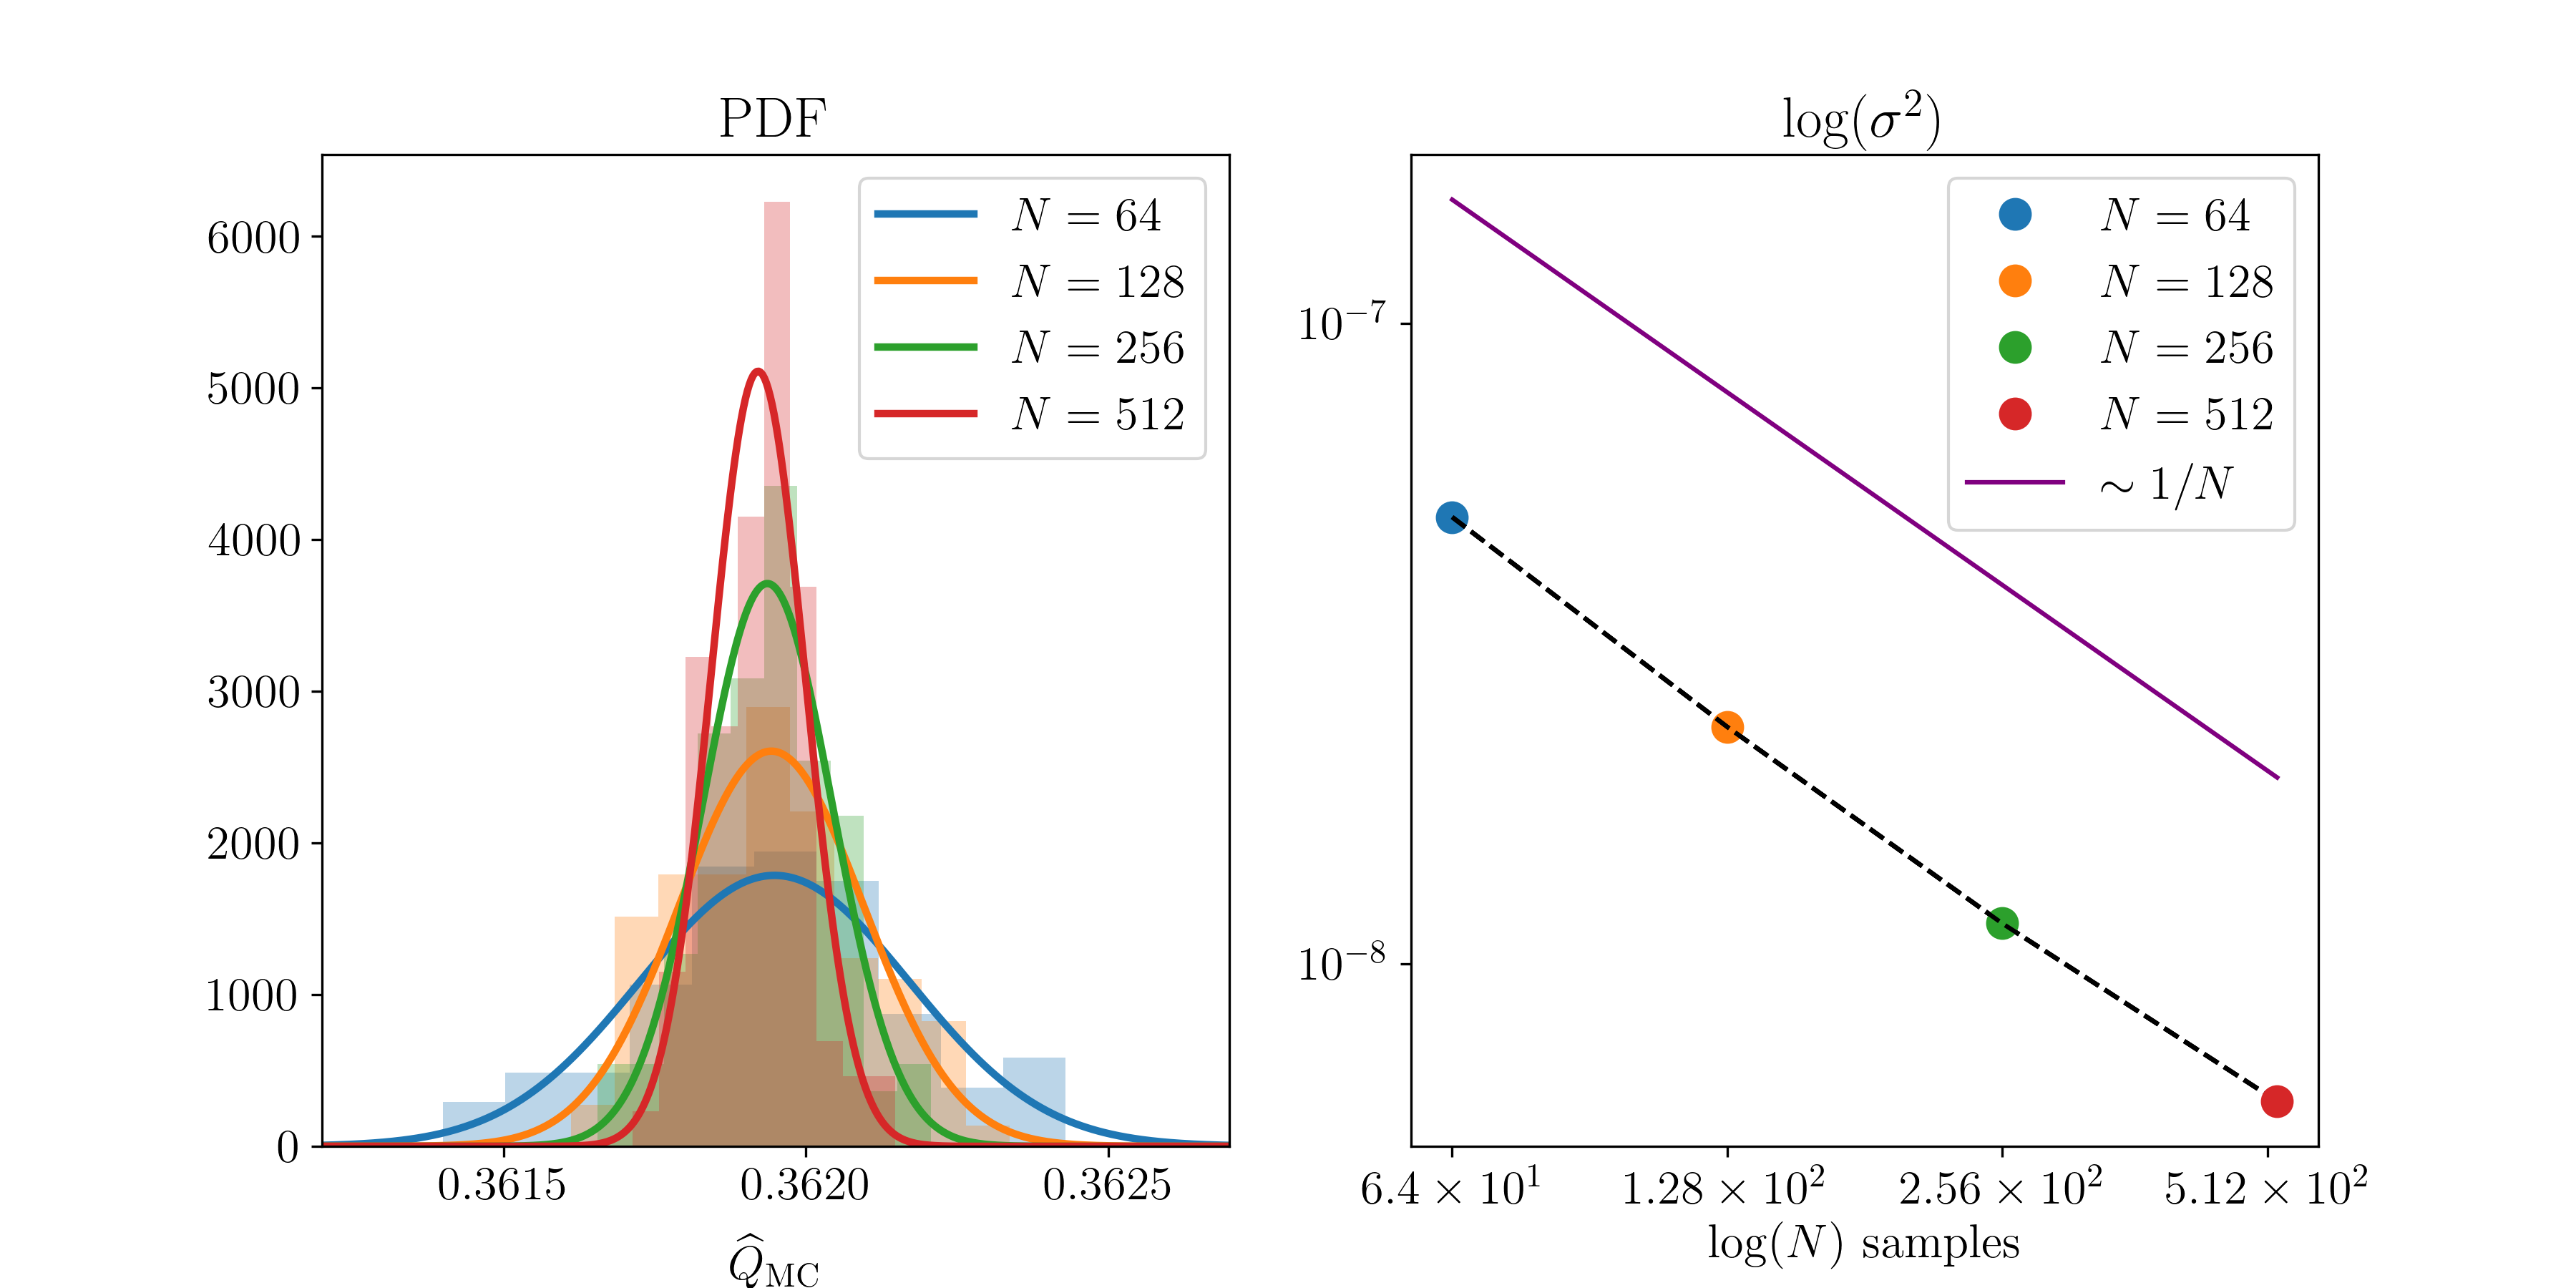 PDF
6000
5000
4000
3000
2000
1000
0
0.3615 0.3620 0.3625
Q̂_MC
N = 64
N = 128
N = 256
N = 512
log(σ²)
10⁻⁷
10⁻⁸
6.4 × 10¹ 1.28 × 10² 2.56 × 10² 5.12 × 10²
log(N) samples
N = 64
N = 128
N = 256
N = 512
∼ 1/N